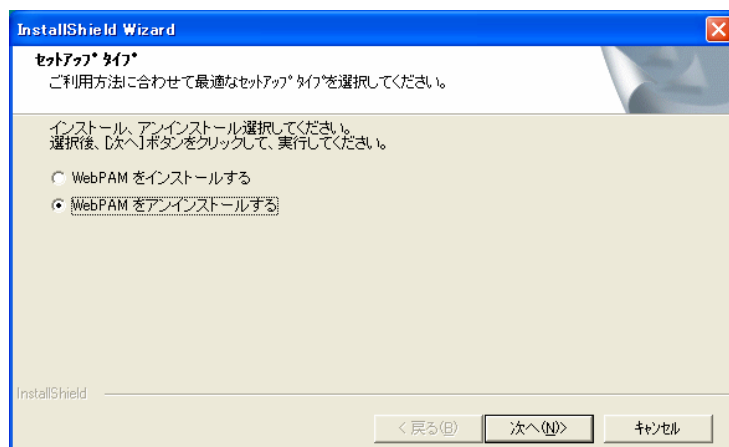 InstallShield Wizard
ｾｯﾄｱｯﾌﾟ ﾀｲﾌﾟ
ご利用方法に合わせて最適なｾｯﾄｱｯﾌﾟ ﾀｲﾌﾟを選択してください。
インストール、アンインストール選択してください。
選択後、[次へ]ボタンをクリックして、実行してください。
WebPAM をインストールする
WebPAM をアンインストールする
InstallShield
< 戻る(B)
次へ(N)>
ｷｬﾝｾﾙ